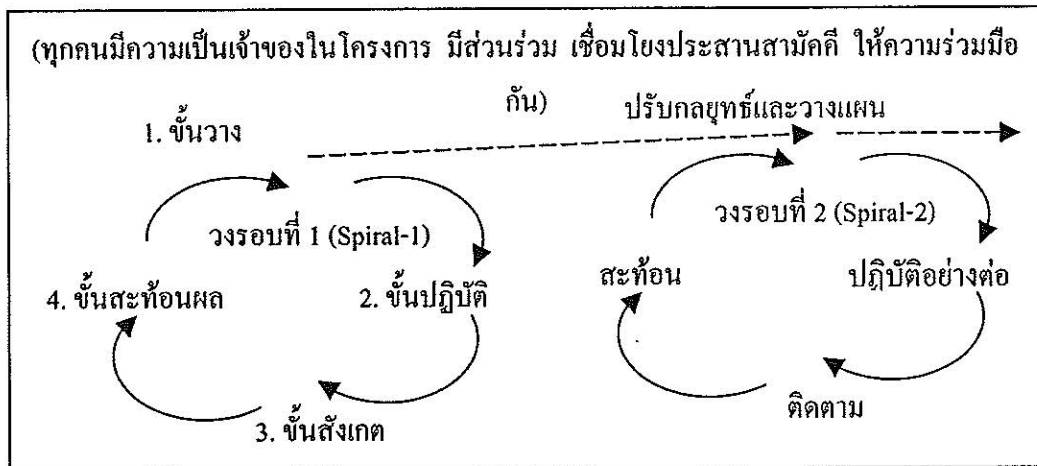 (ทุกคนมีความเป็นเจ้าของในโครงการ มีส่วนร่วม เชื่อมโยงประสานสามัคคี ให้ความร่วมมือ
กัน)
ปรับกลยุทธ์และวางแผน
1. ขั้นวาง
วงรอบที่ 1 (Spiral-1)
วงรอบที่ 2 (Spiral-2)
4. ขั้นสะท้อนผล
2. ขั้นปฏิบัติ
สะท้อน
ปฏิบัติอย่างต่อ
3. ขั้นสังเกต
ติดตาม